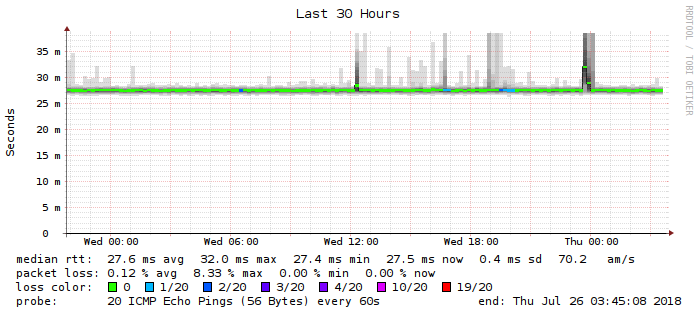 Last 30 Hours
RRDTOOL / TOBI OETIKER
Seconds
35 m
30 m
25 m
20 m
15 m
10 m
5 m
0
Wed 00:00 Wed 06:00 Wed 12:00 Wed 18:00 Thu 00:00
median rtt: 27.6 ms avg 32.0 ms max 27.4 ms min 27.5 ms now 0.4 ms sd 70.2 am/s
packet loss: 0.12 % avg 8.33 % max 0.00 % min 0.00 % now
loss color: 0 1/20 2/20 3/20 4/20 10/20 19/20
probe: 20 ICMP Echo Pings (56 Bytes) every 60s end: Thu Jul 26 03:45:08 2018